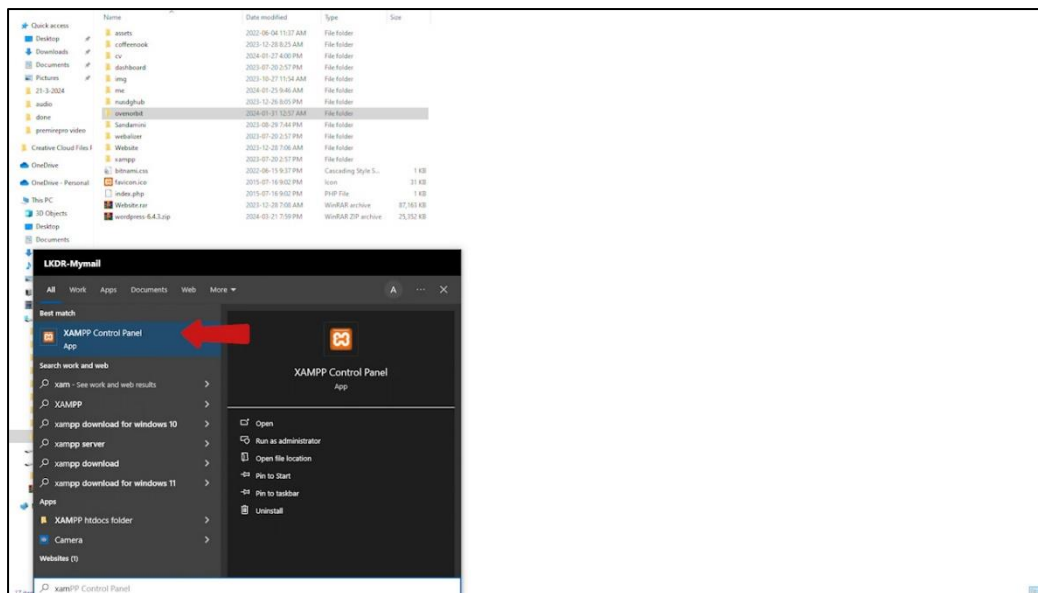 Name Date modified Type Size
Quick access
Desktop
Downloads
Documents
Pictures
21-3-2024
audio
done
premirepro video
Creative Cloud Files F
OneDrive
OneDrive - Personal
This PC
3D Objects
Desktop
Documents
assets 2022-06-04 11:37 AM File folder
coffeenook 2023-12-28 8:25 AM File folder
cv 2024-01-27 4:00 PM File folder
dashboard 2023-07-20 2:57 PM File folder
img 2023-10-27 11:54 AM File folder
me 2024-01-25 9:46 AM File folder
nundghub 2023-12-26 8:05 PM File folder
ovenorbit 2024-01-31 12:57 AM File folder
Sandamini 2023-08-29 7:44 PM File folder
webalizer 2023-07-20 2:57 PM File folder
Website 2023-12-28 7:06 AM File folder
xampp 2023-07-20 2:57 PM File folder
bitnami.css 2022-06-15 9:37 PM Cascading Style S... 1 KB
favicon.ico 2015-07-16 9:02 PM Icon 31 KB
index.php 2015-07-16 9:02 PM PHP File 1 KB
Website.rar 2023-12-28 7:08 AM WinRAR archive 87,163 KB
wordpress-6.4.3.zip 2024-03-21 7:59 PM WinRAR ZIP archive 25,352 KB
LKDR-Mymail
All Work Apps Documents Web More A ... 
Best match
XAMPP Control Panel
App
Search work and web
xam - See work and web results
XAMPP
xampp download for windows 10
xampp server
xampp download
xampp download for windows 11
Apps
XAMPP htdocs folder
Camera
Websites (1)
XAMPP Control Panel
App
Open
Run as administrator
Open file location
Pin to Start
Pin to taskbar
Uninstall
xamPP Control Panel